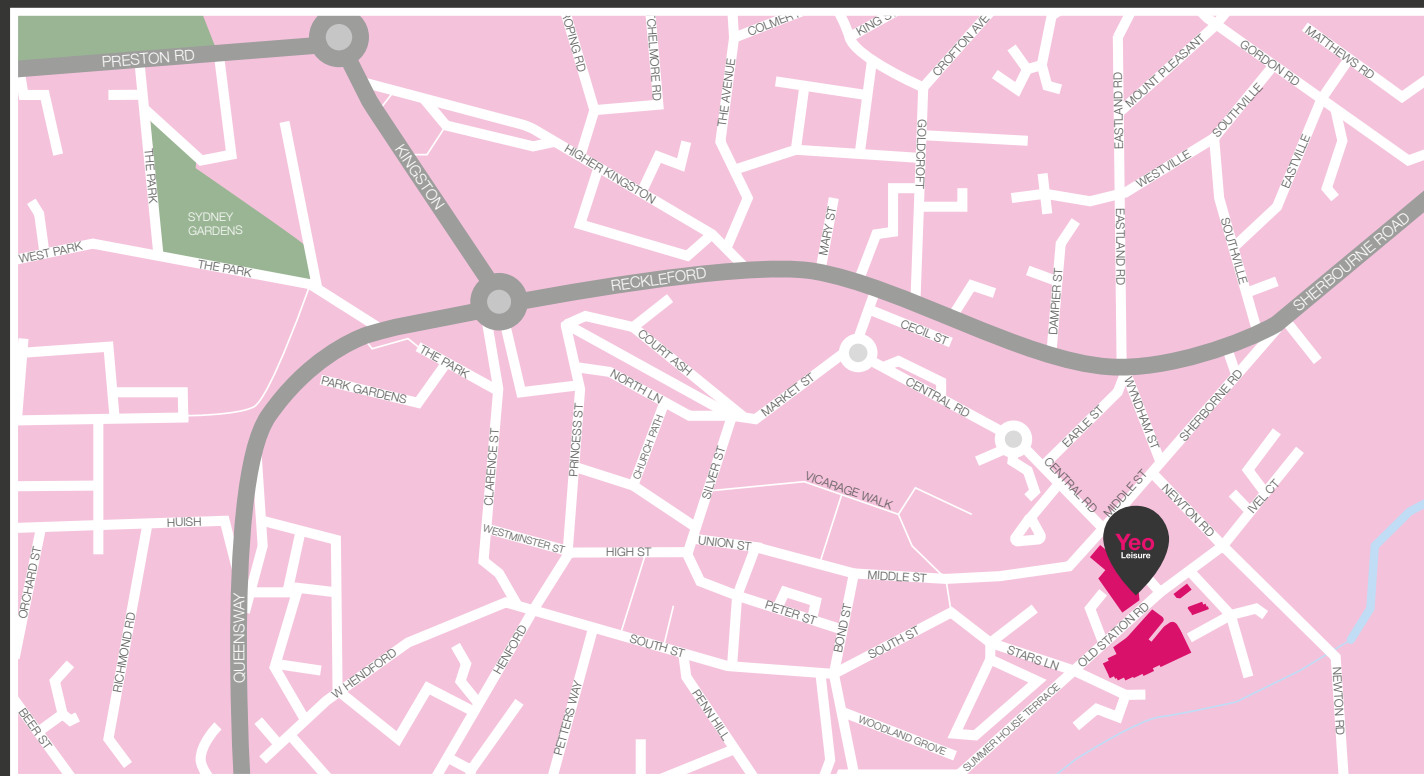 PRESTON RD
KINGSTON
THE PARK
SYDNEY
GARDENS
WEST PARK
THE PARK
HIGHER KINGSTON
THE AVENUE
KING S
CROFTON AVE
GOLDCROFT
EASTLAND RD
MOUNT PLEASANT
GORDON RD
MATTHEWS RD
SOUTHVILLE
WESTVILLE
EASTVILLE
EASTLAND RD
SOUTHVILLE
SHERBOURNE ROAD
MARY ST
DAMPIER ST
RECKLEFORD
CECIL ST
COURT ASH
THE PARK
PARK GARDENS
NORTH LN
MARKET ST
CENTRAL RD
EARLE ST
WYNDHAM ST
SHERBORNE RD
CHURCH PATH
PRINCESS ST
CLARENCE ST
SILVER ST
VICARAGE WALK
CENTRAL RD
MIDDLE ST
NEWTON RD
IVEL CT
HUISH
WESTMINSTER ST
HIGH ST
UNION ST
MIDDLE ST
Yeo
Leisure
ORCHARD ST
RICHMOND RD
QUEENSWAY
PETER ST
BOND ST
SOUTH ST
SOUTH ST
STARS LN
OLD STATION RD
W HENDFORD
HENFORD
PETTERS WAY
PENN HILL
WOODLAND GROVE
SUMMER HOUSE TERRACE
NEWTON RD
BEER ST